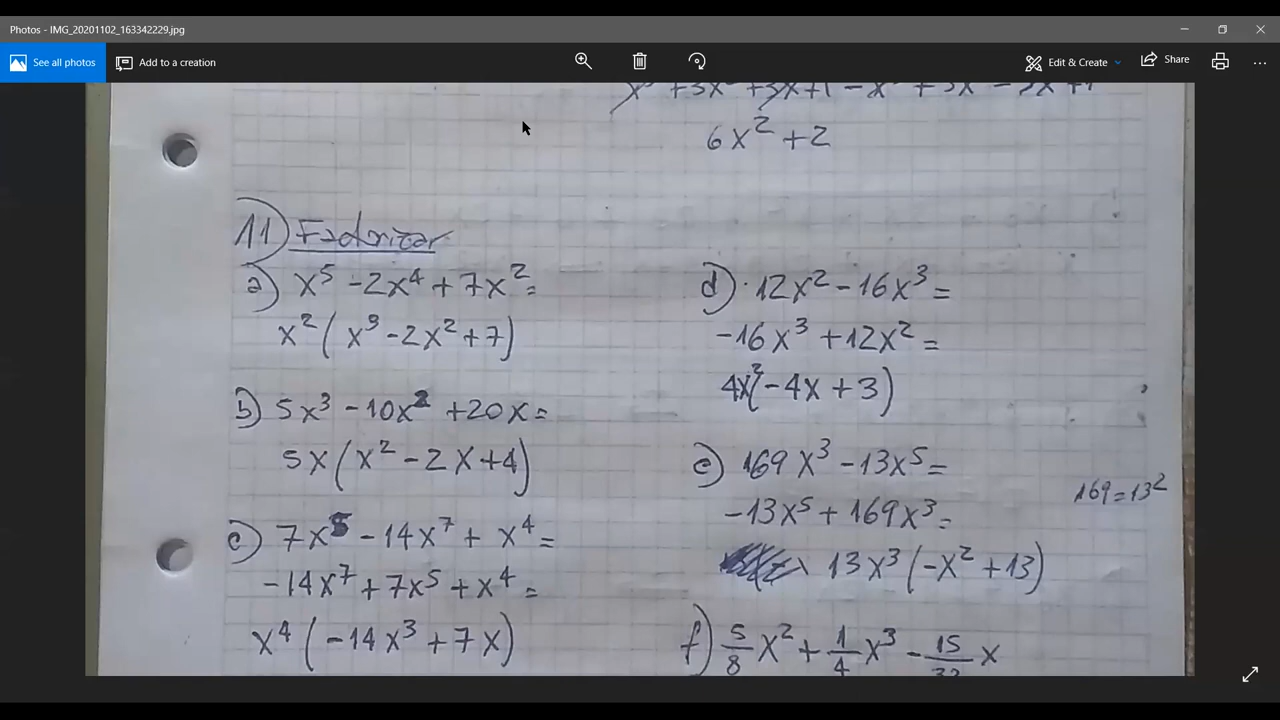 Photos - IMG_20201102_163342229.jpg
See all photos
Add to a creation
Edit & Create
Share
6x² + 2
11) Factorizar
a) x⁵ - 2x⁴ + 7x² =
x² ( x³ - 2x² + 7 )
b) 5x³ - 10x² + 20x =
5x ( x² - 2x + 4 )
c) 7x⁵ - 14x⁷ + x⁴ =
-14x⁷ + 7x⁵ + x⁴ =
x⁴ ( -14x³ + 7x )
d) 12x² - 16x³ =
-16x³ + 12x² =
4x² ( -4x + 3 )
e) 169x³ - 13x⁵ =
169 = 13²
-13x⁵ + 169x³ =
13x³ ( -x² + 13 )
f) 5/8 x² + 1/4 x³ - 15/32 x